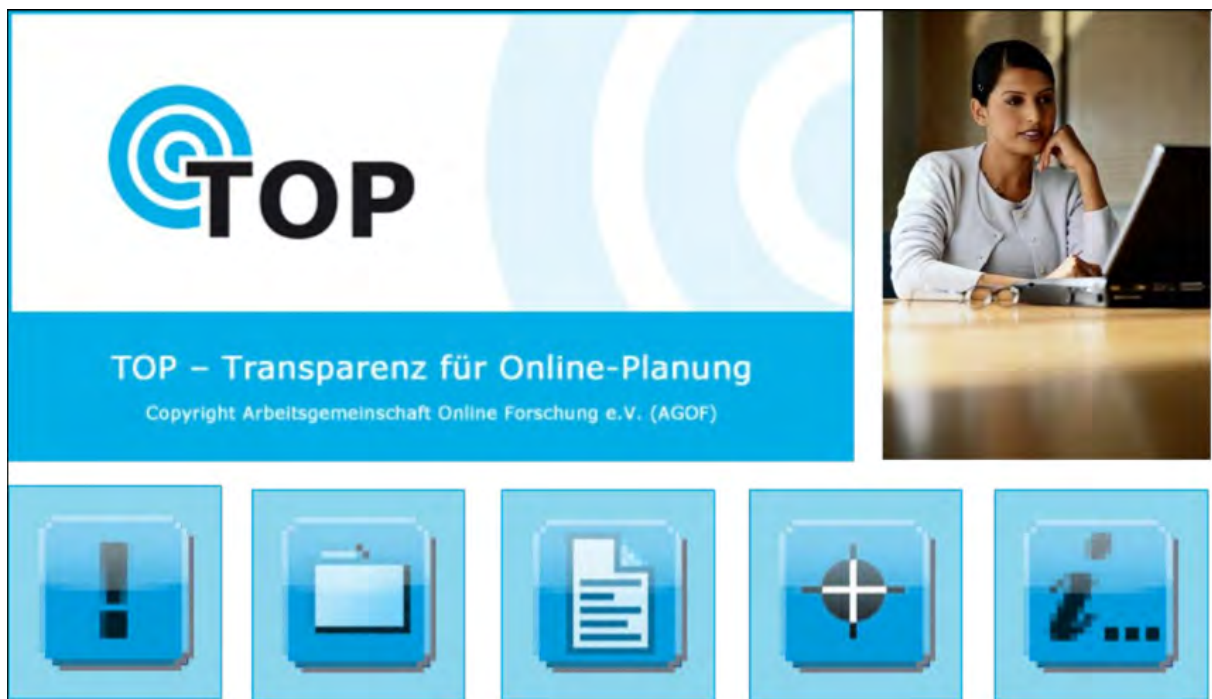 TOP
TOP – Transparenz für Online-Planung
Copyright Arbeitsgemeinschaft Online Forschung e.V. (AGOF)